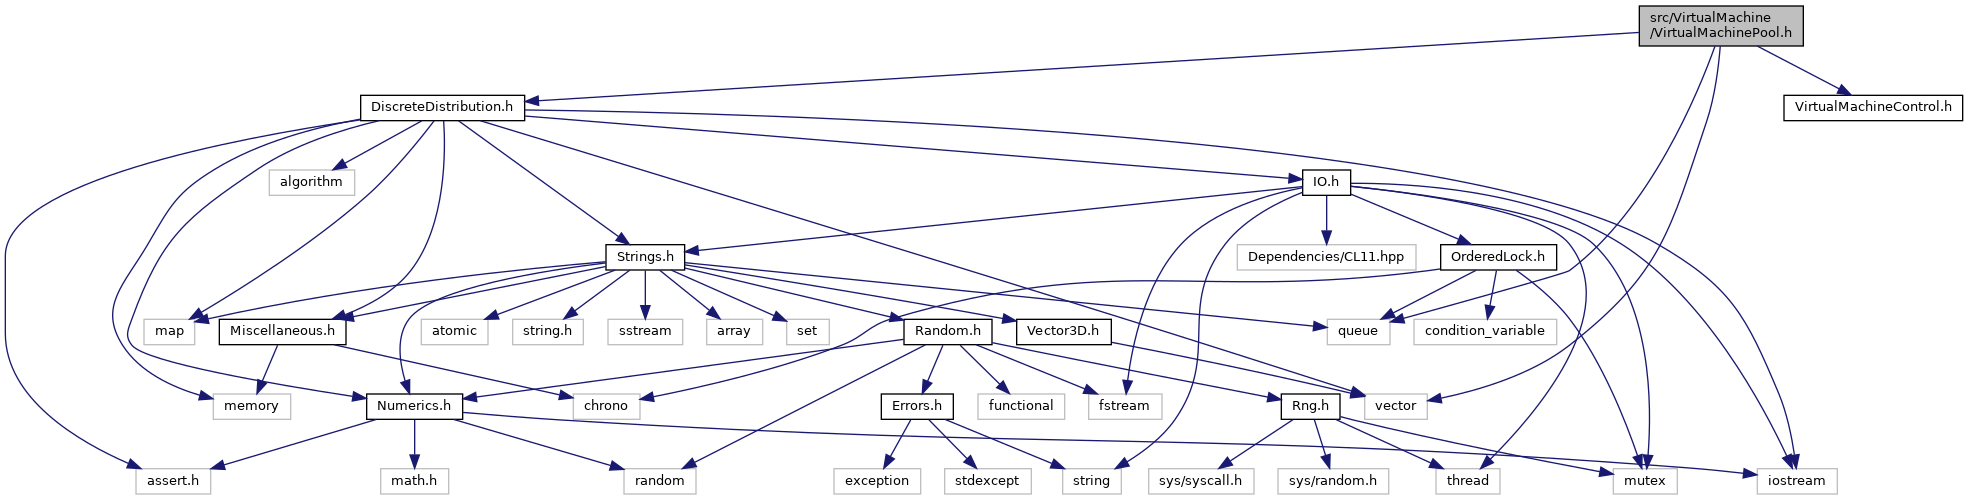 src/VirtualMachine
/VirtualMachinePool.h
DiscreteDistribution.h
VirtualMachineControl.h
algorithm
IO.h
Strings.h
Dependencies/CL11.hpp
OrderedLock.h
map
Miscellaneous.h
atomic
string.h
sstream
array
set
Random.h
Vector3D.h
queue
condition_variable
memory
Numerics.h
chrono
Errors.h
functional
fstream
Rng.h
vector
assert.h
math.h
random
exception
stdexcept
string
sys/syscall.h
sys/random.h
thread
mutex
iostream